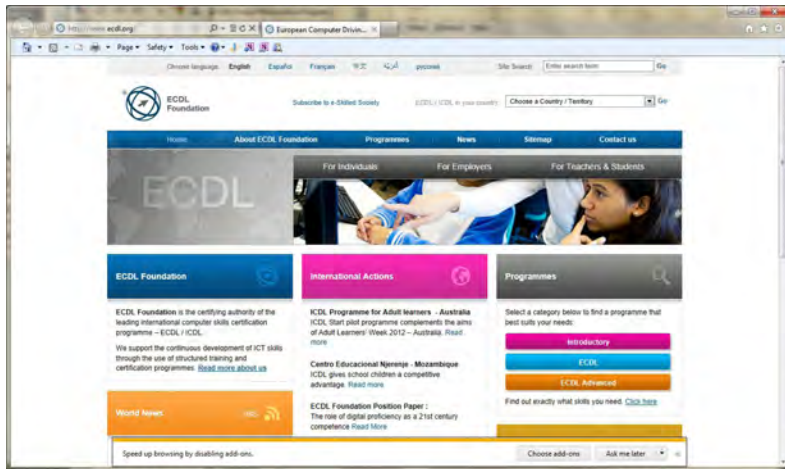 ecdl.org
European Computer Drivin...
Page Safety Tools
Choose language English Español Français 中文 русский
Site Search Enter search term Go
ECDL
Foundation
Subscribe to e-Skilled Society ECDL / ICDL in your country Choose a Country / Territory Go
Home About ECDL Foundation Programmes News Sitemap Contact us
For Individuals For Employers For Teachers & Students
ECDL
ECDL Foundation
International Actions
Programmes
ECDL Foundation is the certifying authority of the
leading international computer skills certification
programme – ECDL / ICDL.
We support the continuous development of ICT skills
through the use of structured training and
certification programmes. Read more about us
World News
ICDL Programme for Adult learners - Australia
ICDL Start pilot programme complements the aims
of Adult Learners' Week 2012 – Australia. Read
more
Centro Educacional Njerenje - Mozambique
ICDL gives school children a competitive
advantage. Read more
ECDL Foundation Position Paper :
The role of digital proficiency as a 21st century
competence Read More
Select a category below to find a programme that
best suits your needs:
Introductory
ECDL
ECDL Advanced
Find out exactly what skills you need. Click here
Speed up browsing by disabling add-ons.
Choose add-ons Ask me later